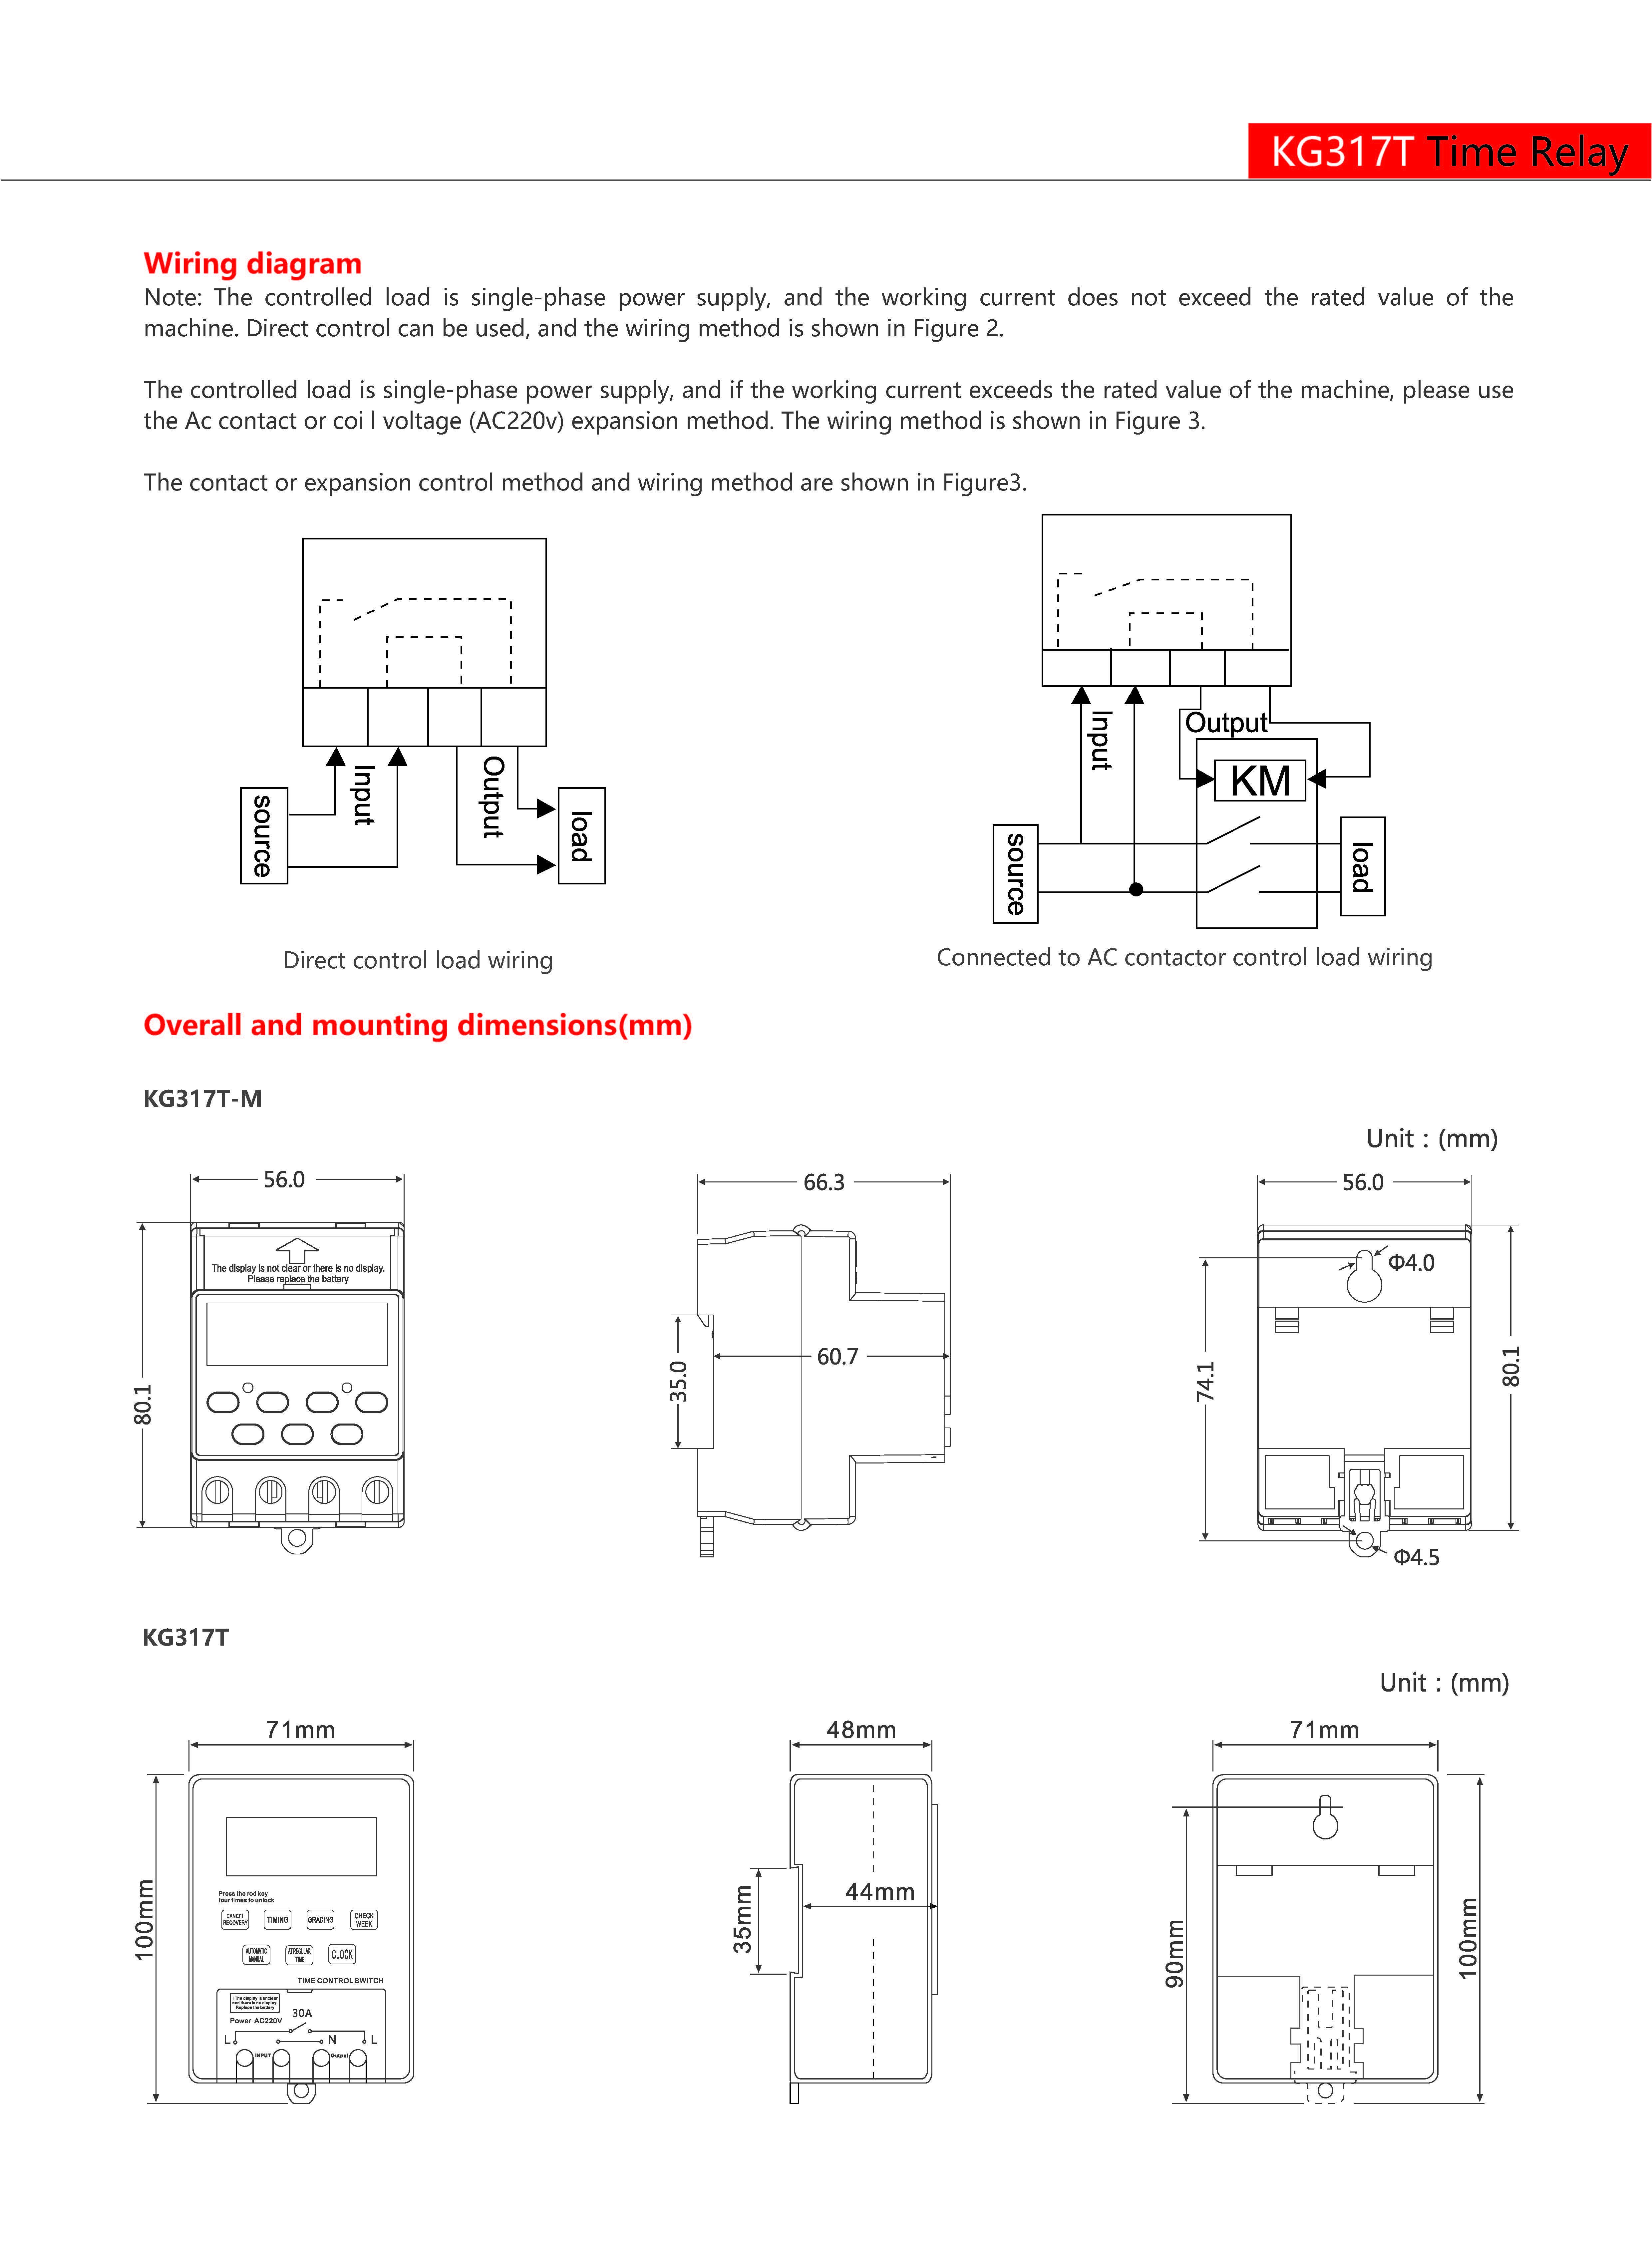 KG317T Time Relay
Wiring diagram
Note: The controlled load is single-phase power supply, and the working current does not exceed the rated value of the
machine. Direct control can be used, and the wiring method is shown in Figure 2.
The controlled load is single-phase power supply, and if the working current exceeds the rated value of the machine, please use
the Ac contact or coi l voltage (AC220v) expansion method. The wiring method is shown in Figure 3.
The contact or expansion control method and wiring method are shown in Figure3.
source
Input
Output
load
Direct control load wiring
Input
Output
KM
source
load
Connected to AC contactor control load wiring
Overall and mounting dimensions(mm)
KG317T-M
Unit : (mm)
56.0
80.1
The display is not clear or there is no display.
Please replace the battery
66.3
35.0
60.7
56.0
Φ4.0
74.1
80.1
Φ4.5
KG317T
Unit : (mm)
71mm
100mm
Press the red key
four times to unlock
CANCEL
RECOVERY
TIMING
GRADING
CHECK
WEEK
AUTOMATIC
MANUAL
AT REGULAR
TIME
CLOCK
TIME CONTROL SWITCH
! The display is unclear
and there is no display.
Replace the battery
Power AC220V
30A
L
N
L
INPUT
Output
48mm
35mm
44mm
71mm
90mm
100mm